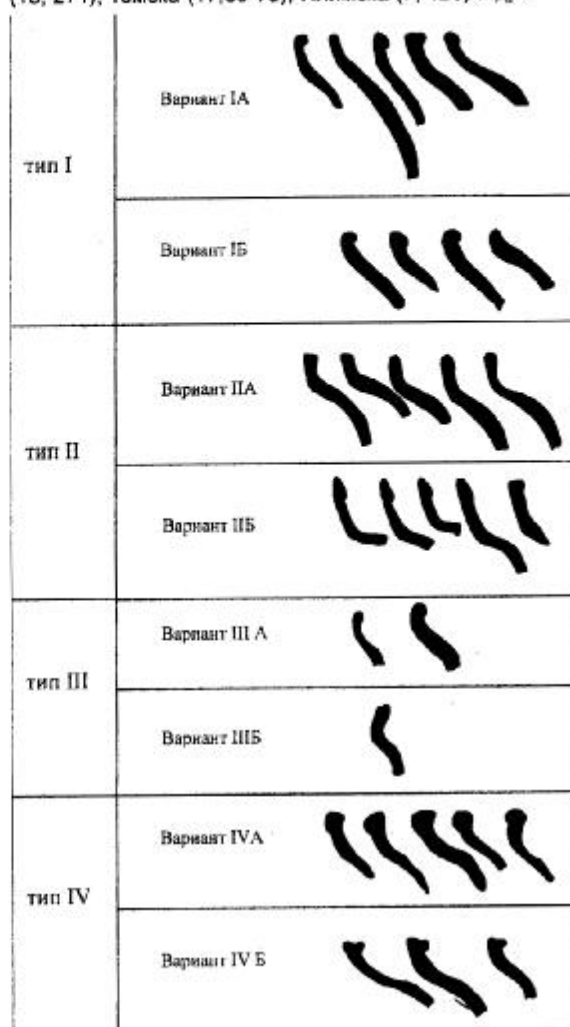 Вариант IА
тип I
Вариант IБ
Вариант IIА
тип II
Вариант IIБ
Вариант III А
тип III
Вариант IIIБ
Вариант IVА
тип IV
Вариант IV Б